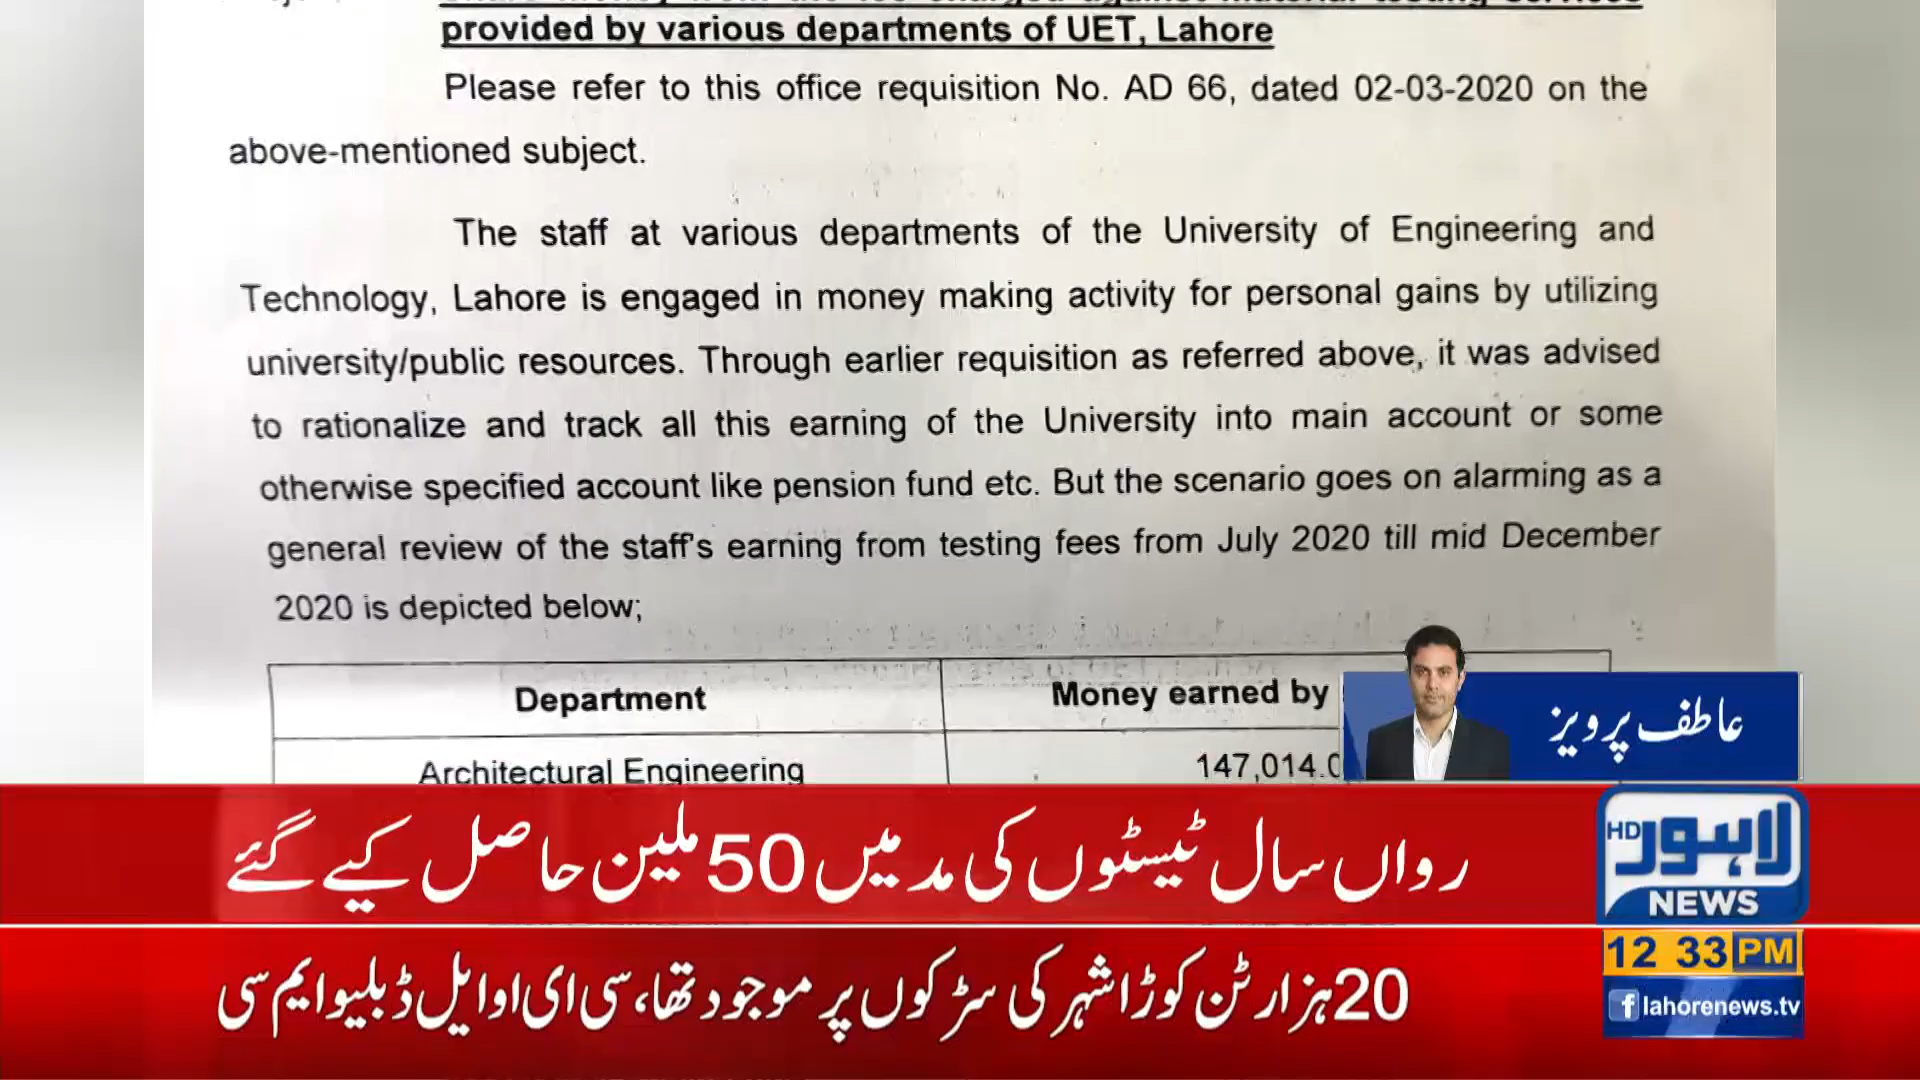 provided by various departments of UET, Lahore
Please refer to this office requisition No. AD 66, dated 02-03-2020 on the
above-mentioned subject.
The staff at various departments of the University of Engineering and
Technology, Lahore is engaged in money making activity for personal gains by utilizing
university/public resources. Through earlier requisition as referred above, it was advised
to rationalize and track all this earning of the University into main account or some
otherwise specified account like pension fund etc. But the scenario goes on alarming as a
general review of the staff's earning from testing fees from July 2020 till mid December
2020 is depicted below;
Department Money earned by
Architectural Engineering 147,014.0
عاطف پرویز
رواں سال ٹیسٹوں کی مد میں 50 ملین حاصل کیے گئے
لاہور HD
NEWS
12 33 PM
20 ہزار ٹن کوڑا شہر کی سڑکوں پر موجود تھا، سی ای او ایل ڈبلیو ایم سی
f lahorenews.tv